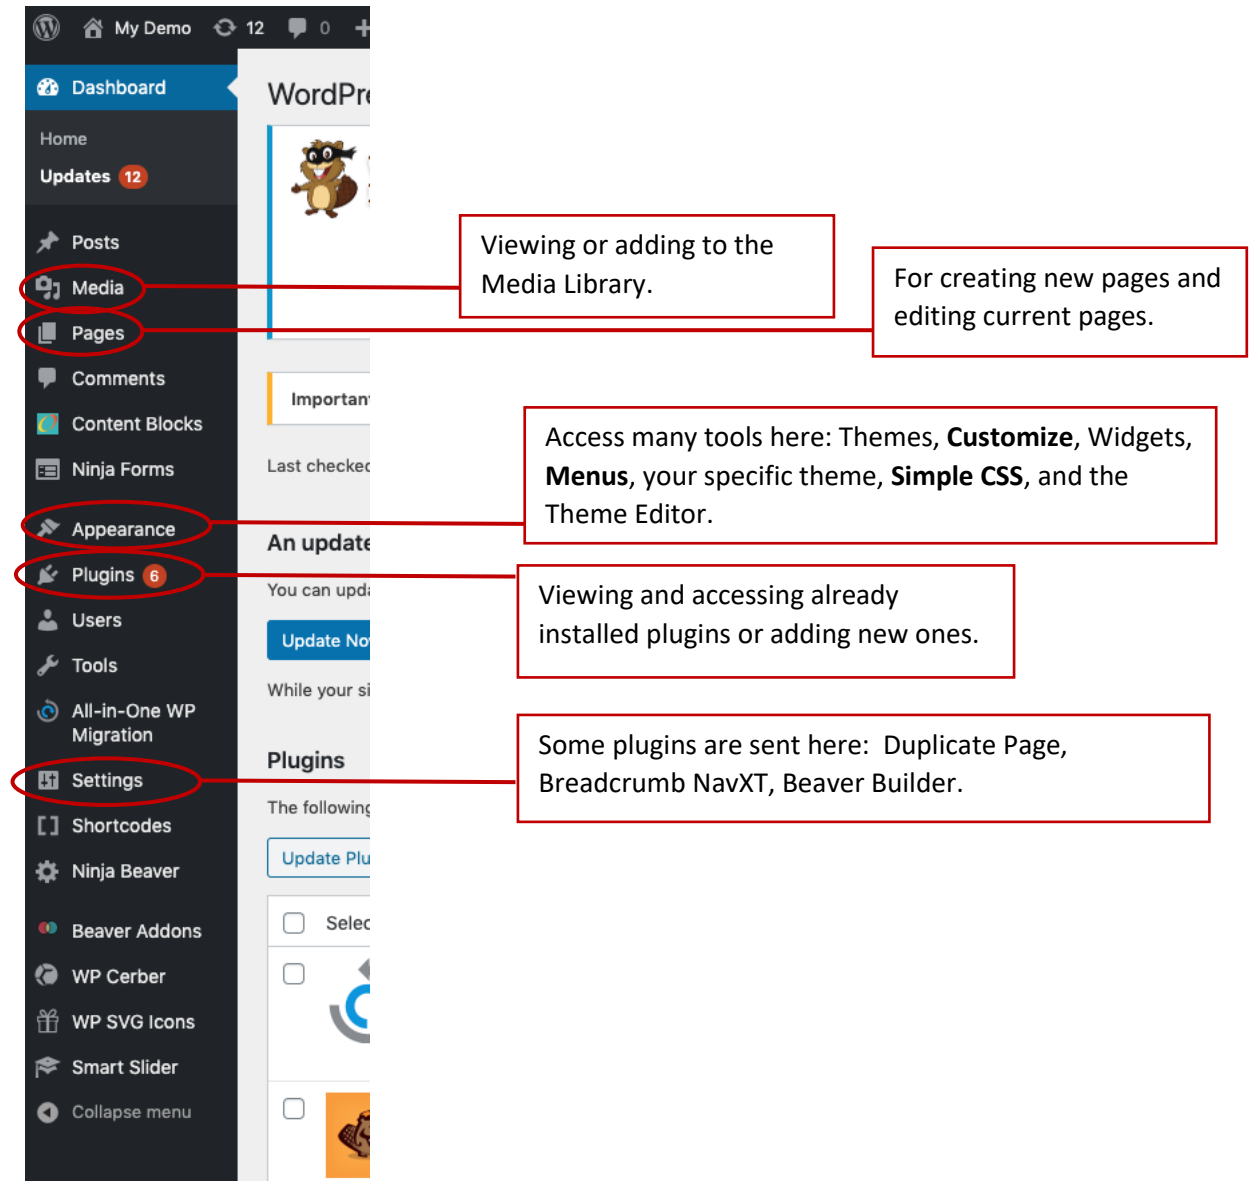 My Demo 12 0
Dashboard
Home
Updates 12
Posts
Media
Pages
Comments
Content Blocks
Ninja Forms
Appearance
Plugins 6
Users
Tools
All-in-One WP
Migration
Settings
Shortcodes
Ninja Beaver
Beaver Addons
WP Cerber
WP SVG Icons
Smart Slider
Collapse menu
WordPre
Importan
Last checked
An update
You can upda
Update No
While your si
Plugins
The following
Update Plu
Selec
Viewing or adding to the
Media Library.
For creating new pages and
editing current pages.
Access many tools here: Themes, Customize, Widgets,
Menus, your specific theme, Simple CSS, and the
Theme Editor.
Viewing and accessing already
installed plugins or adding new ones.
Some plugins are sent here: Duplicate Page,
Breadcrumb NavXT, Beaver Builder.